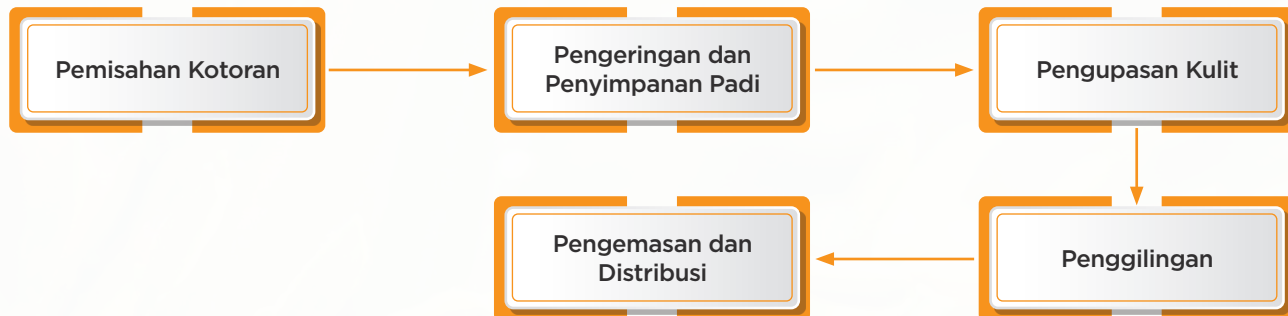 Pemisahan Kotoran
Pengeringan dan
Penyimpanan Padi
Pengupasan Kulit
Penggilingan
Pengemasan dan
Distribusi